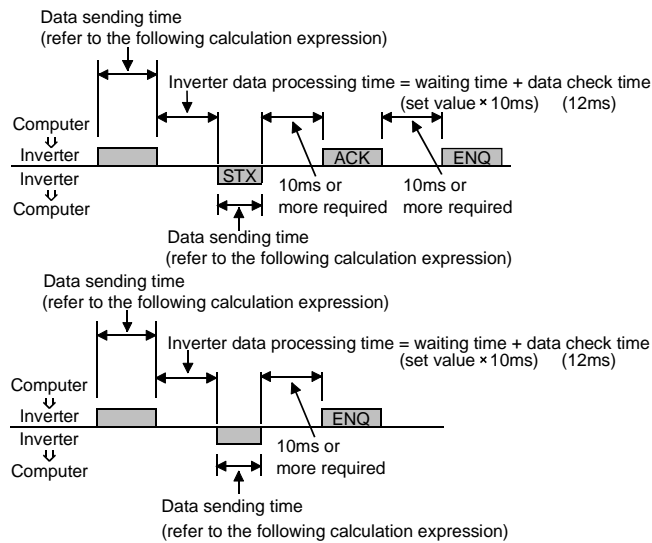 Data sending time
(refer to the following calculation expression)
Inverter data processing time = waiting time + data check time
(set value × 10ms) (12ms)
Computer
⇓
Inverter
ACK
ENQ
Inverter
⇓
Computer
STX
10ms or
more required
10ms or
more required
Data sending time
(refer to the following calculation expression)
Data sending time
(refer to the following calculation expression)
Inverter data processing time = waiting time + data check time
(set value × 10ms) (12ms)
Computer
⇓
Inverter
ENQ
Inverter
⇓
Computer
10ms or
more required
Data sending time
(refer to the following calculation expression)